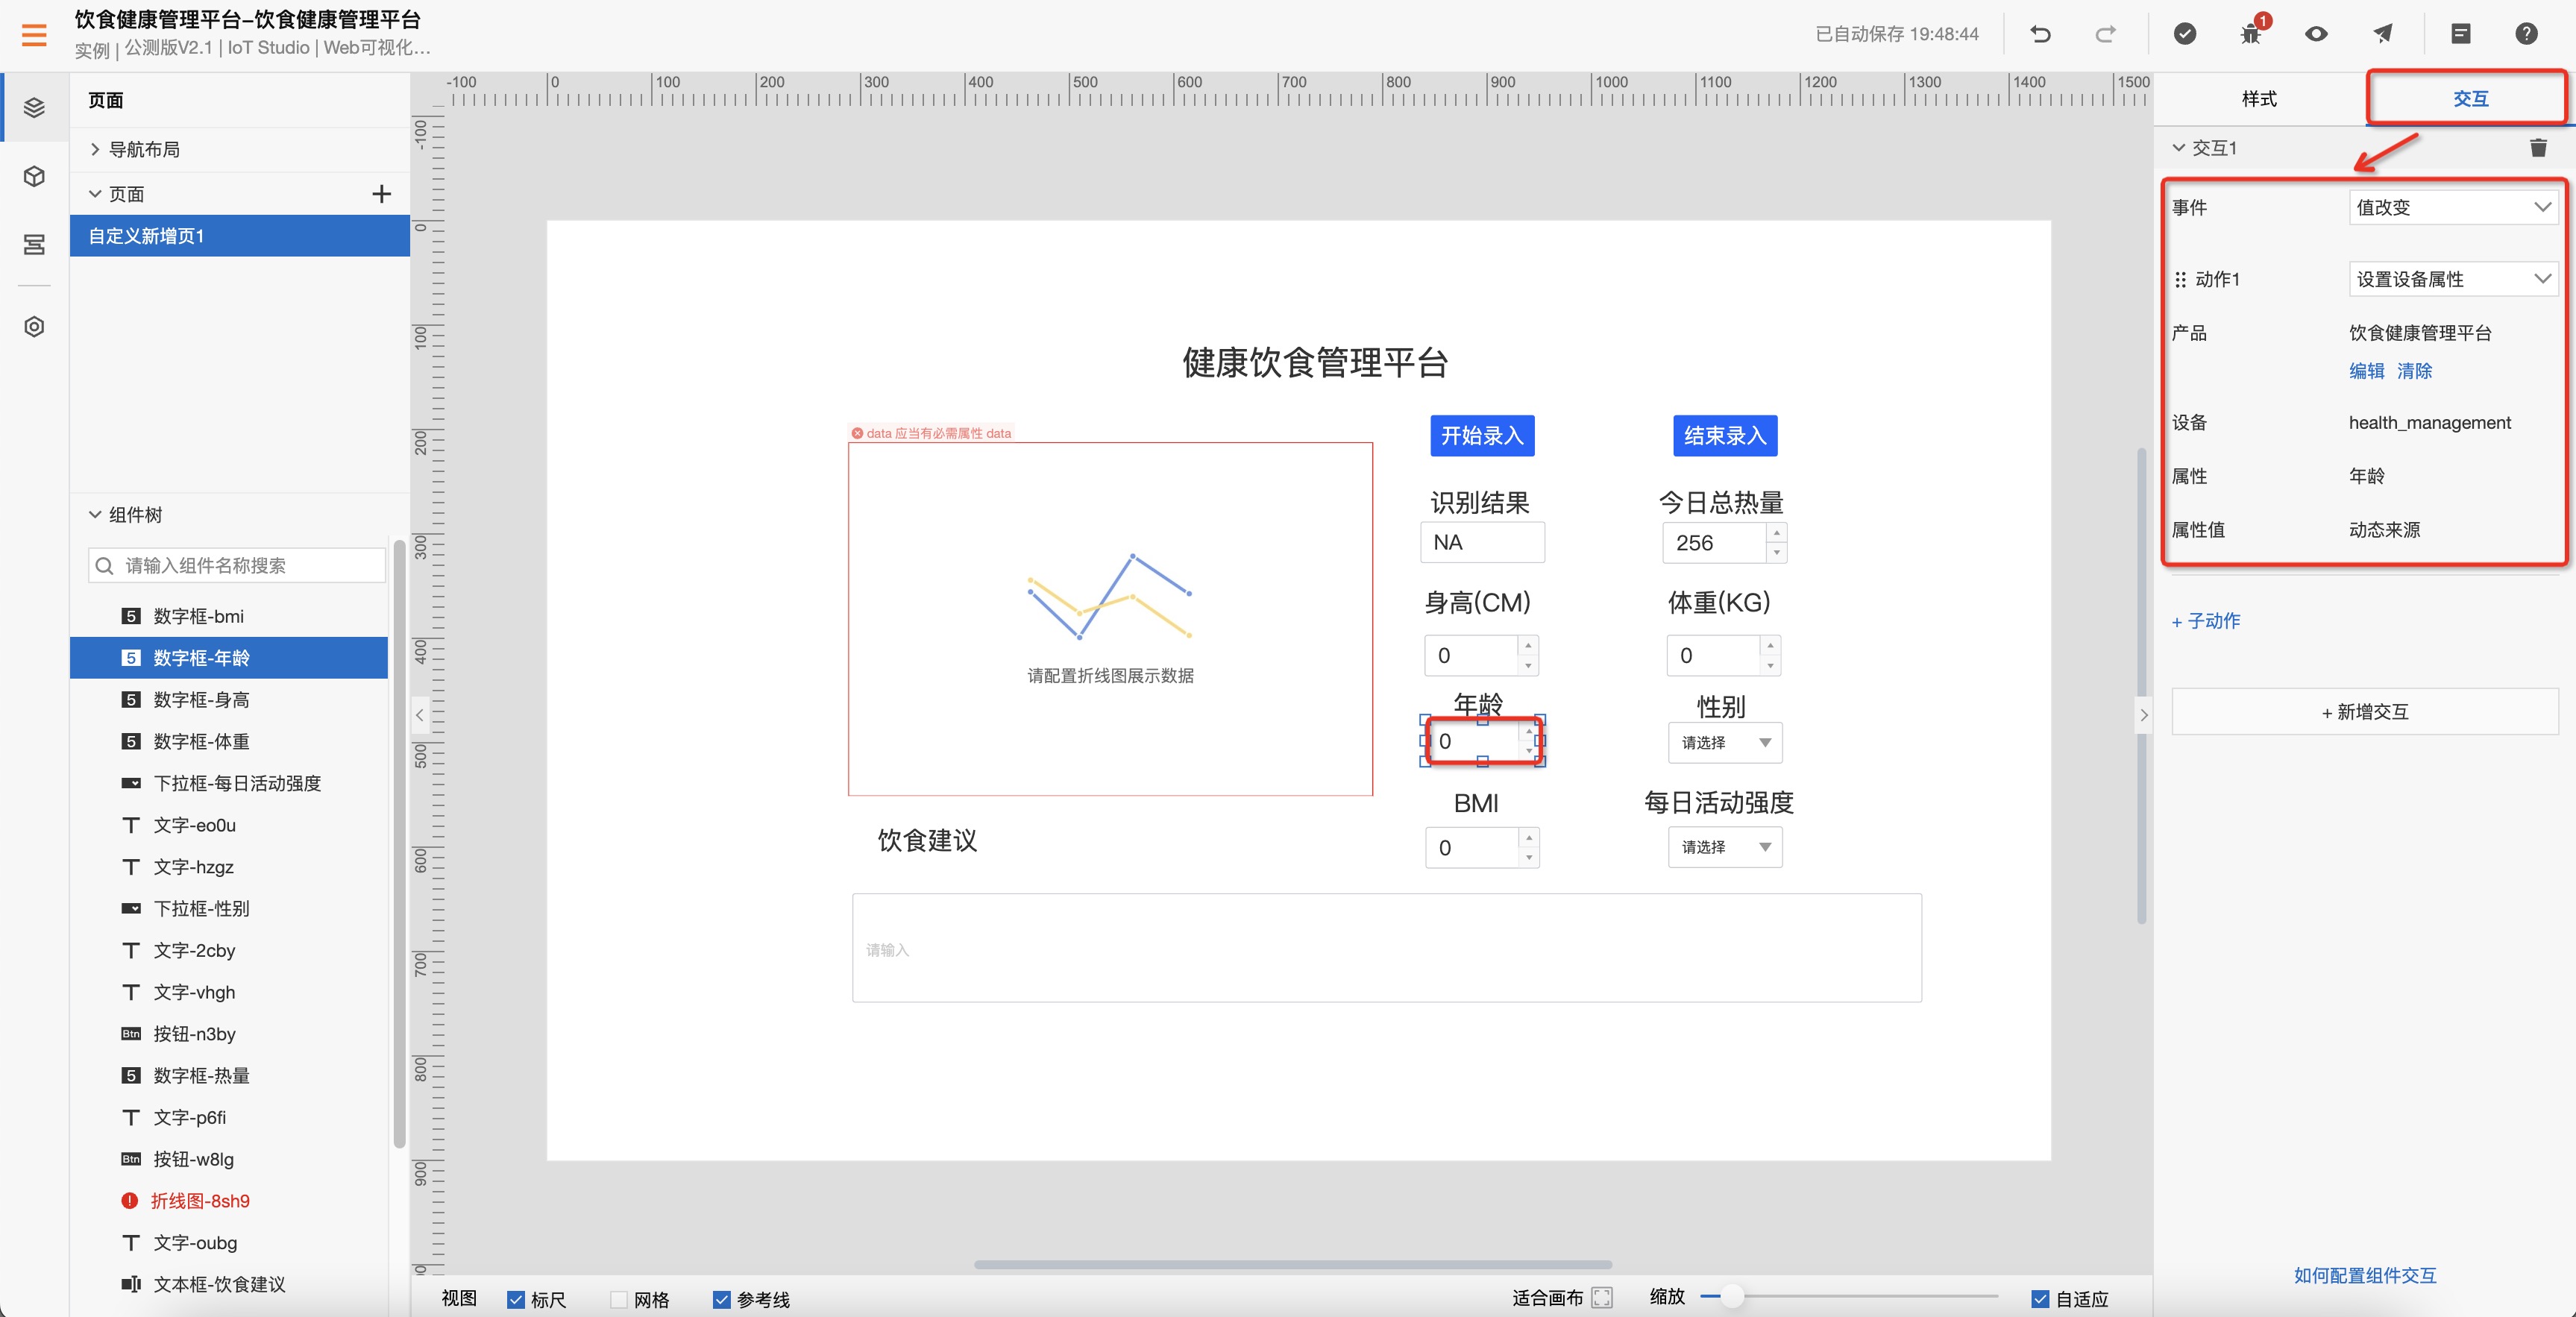 饮食健康管理平台-饮食健康管理平台
实例 | 公测版V2.1 | IoT Studio | Web可视化...
已自动保存 19:48:44
1
页面
导航布局
页面
自定义新增页1
组件树
请输入组件名称搜索
数字框-bmi
数字框-年龄
数字框-身高
数字框-体重
下拉框-每日活动强度
文字-eo0u
文字-hzgz
下拉框-性别
文字-2cby
文字-vhgh
Btn 按钮-n3by
数字框-热量
文字-p6fi
Btn 按钮-w8lg
折线图-8sh9
文字-oubg
文本框-饮食建议
-100 0 100 200 300 400 500 600 700 800 900 1000 1100 1200 1300 1400 1500
-100
0
100
200
300
400
500
600
700
800
900
健康饮食管理平台
data 应当有必需属性 data
请配置折线图展示数据
开始录入 结束录入
识别结果 今日总热量
NA 256
身高(CM) 体重(KG)
0 0
年龄 性别
0 请选择
BMI 每日活动强度
0 请选择
饮食建议
请输入
视图 标尺 网格 参考线 适合画布 缩放 自适应
样式 交互
交互1
事件 值改变
动作1 设置设备属性
产品 饮食健康管理平台
编辑 清除
设备 health_management
属性 年龄
属性值 动态来源
+ 子动作
+ 新增交互
如何配置组件交互